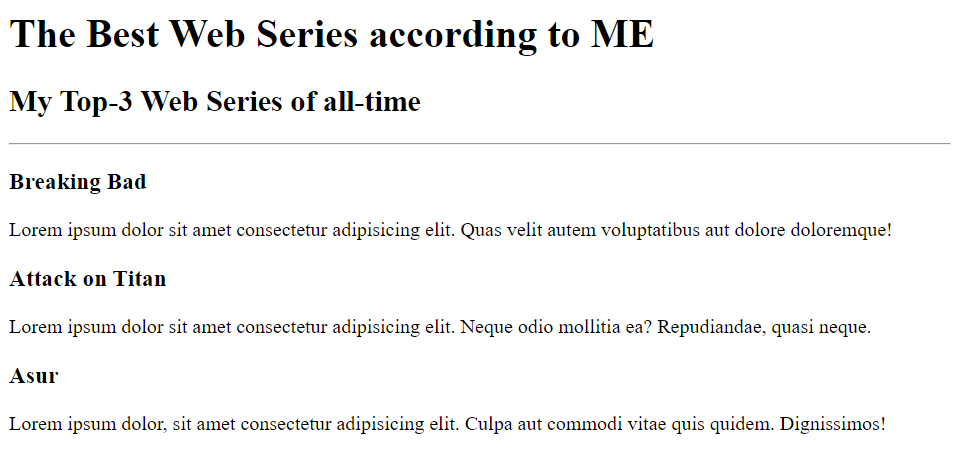 The Best Web Series according to ME
My Top-3 Web Series of all-time
Breaking Bad
Lorem ipsum dolor sit amet consectetur adipisicing elit. Quas velit autem voluptatibus aut dolore doloremque!
Attack on Titan
Lorem ipsum dolor sit amet consectetur adipisicing elit. Neque odio mollitia ea? Repudiandae, quasi neque.
Asur
Lorem ipsum dolor, sit amet consectetur adipisicing elit. Culpa aut commodi vitae quis quidem. Dignissimos!